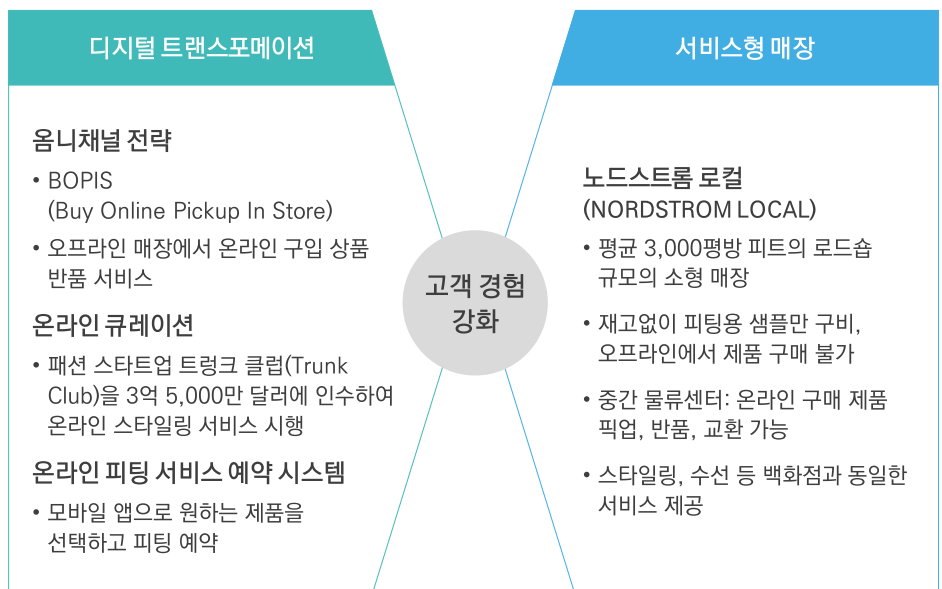 디지털 트랜스포메이션
옴니채널 전략
• BOPIS
(Buy Online Pickup In Store)
• 오프라인 매장에서 온라인 구입 상품
반품 서비스
온라인 큐레이션
• 패션 스타트업 트렁크 클럽(Trunk
Club)을 3억 5,000만 달러에 인수하여
온라인 스타일링 서비스 시행
온라인 피팅 서비스 예약 시스템
• 모바일 앱으로 원하는 제품을
선택하고 피팅 예약
고객 경험
강화
서비스형 매장
노드스트롬 로컬
(NORDSTROM LOCAL)
• 평균 3,000평방 피트의 로드숍
규모의 소형 매장
• 재고없이 피팅용 샘플만 구비,
오프라인에서 제품 구매 불가
• 중간 물류센터: 온라인 구매 제품
픽업, 반품, 교환 가능
• 스타일링, 수선 등 백화점과 동일한
서비스 제공